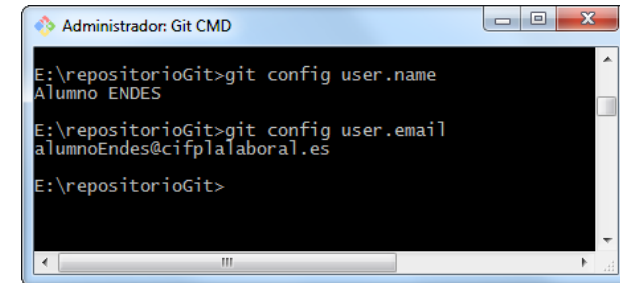 Administrador: Git CMD
E:\repositorioGit>git config user.name
Alumno ENDES
E:\repositorioGit>git config user.email
alumnoEndes@cifplalaboral.es
E:\repositorioGit>